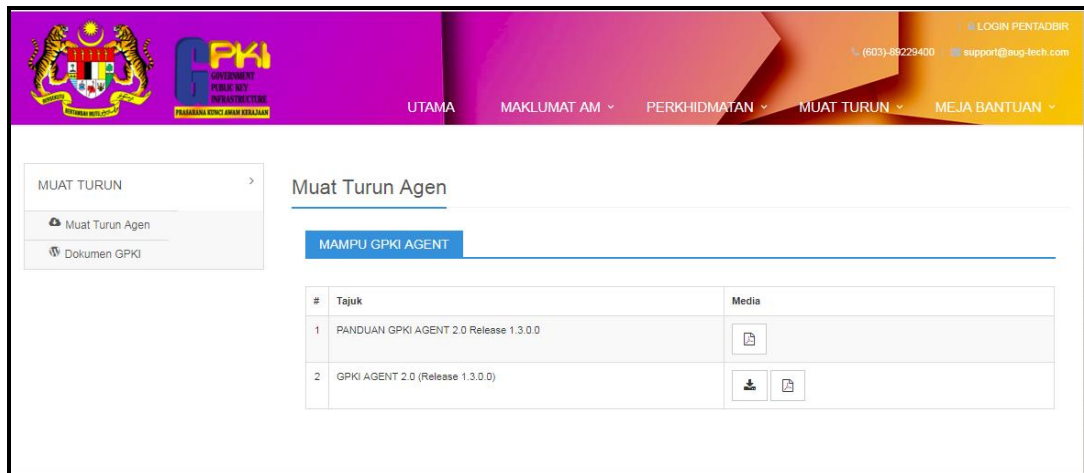 LOGIN PENTADBIR
(603)-89229400 support@aug-tech.com
GPKI
GOVERNMENT
PUBLIC KEY
INFRASTRUCTURE
PRASARANA KUNCI AWAM KERAJAAN
UTAMA MAKLUMAT AM PERKHIDMATAN MUAT TURUN MEJA BANTUAN
MUAT TURUN
Muat Turun Agen
Dokumen GPKI
Muat Turun Agen
MAMPU GPKI AGENT
# Tajuk Media
1 PANDUAN GPKI AGENT 2.0 Release 1.3.0.0
2 GPKI AGENT 2.0 (Release 1.3.0.0)